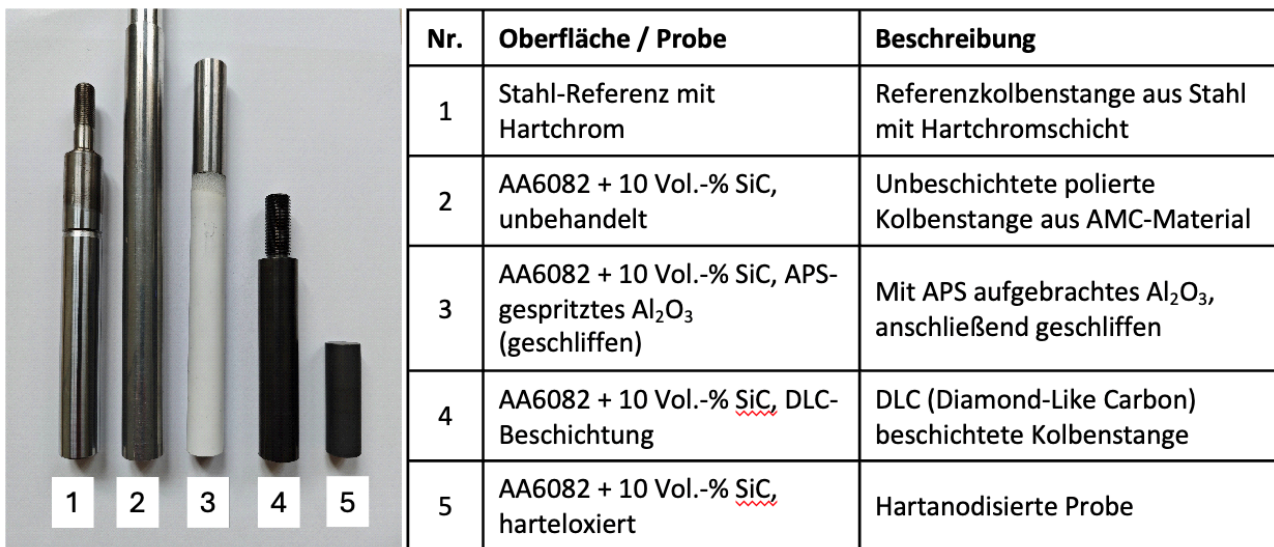 Nr.
Oberfläche / Probe
Beschreibung
1
Stahl-Referenz mit
Hartchrom
Referenzkolbenstange aus Stahl
mit Hartchromschicht
2
AA6082 + 10 Vol.-% SiC,
unbehandelt
Unbeschichtete polierte
Kolbenstange aus AMC-Material
3
AA6082 + 10 Vol.-% SiC, APS-
gespritztes Al₂O₃
(geschliffen)
Mit APS aufgebrachtes Al₂O₃,
anschließend geschliffen
4
AA6082 + 10 Vol.-% SiC, DLC-
Beschichtung
DLC (Diamond-Like Carbon)
beschichtete Kolbenstange
5
AA6082 + 10 Vol.-% SiC,
harteloxiert
Hartanodisierte Probe
1
2
3
4
5